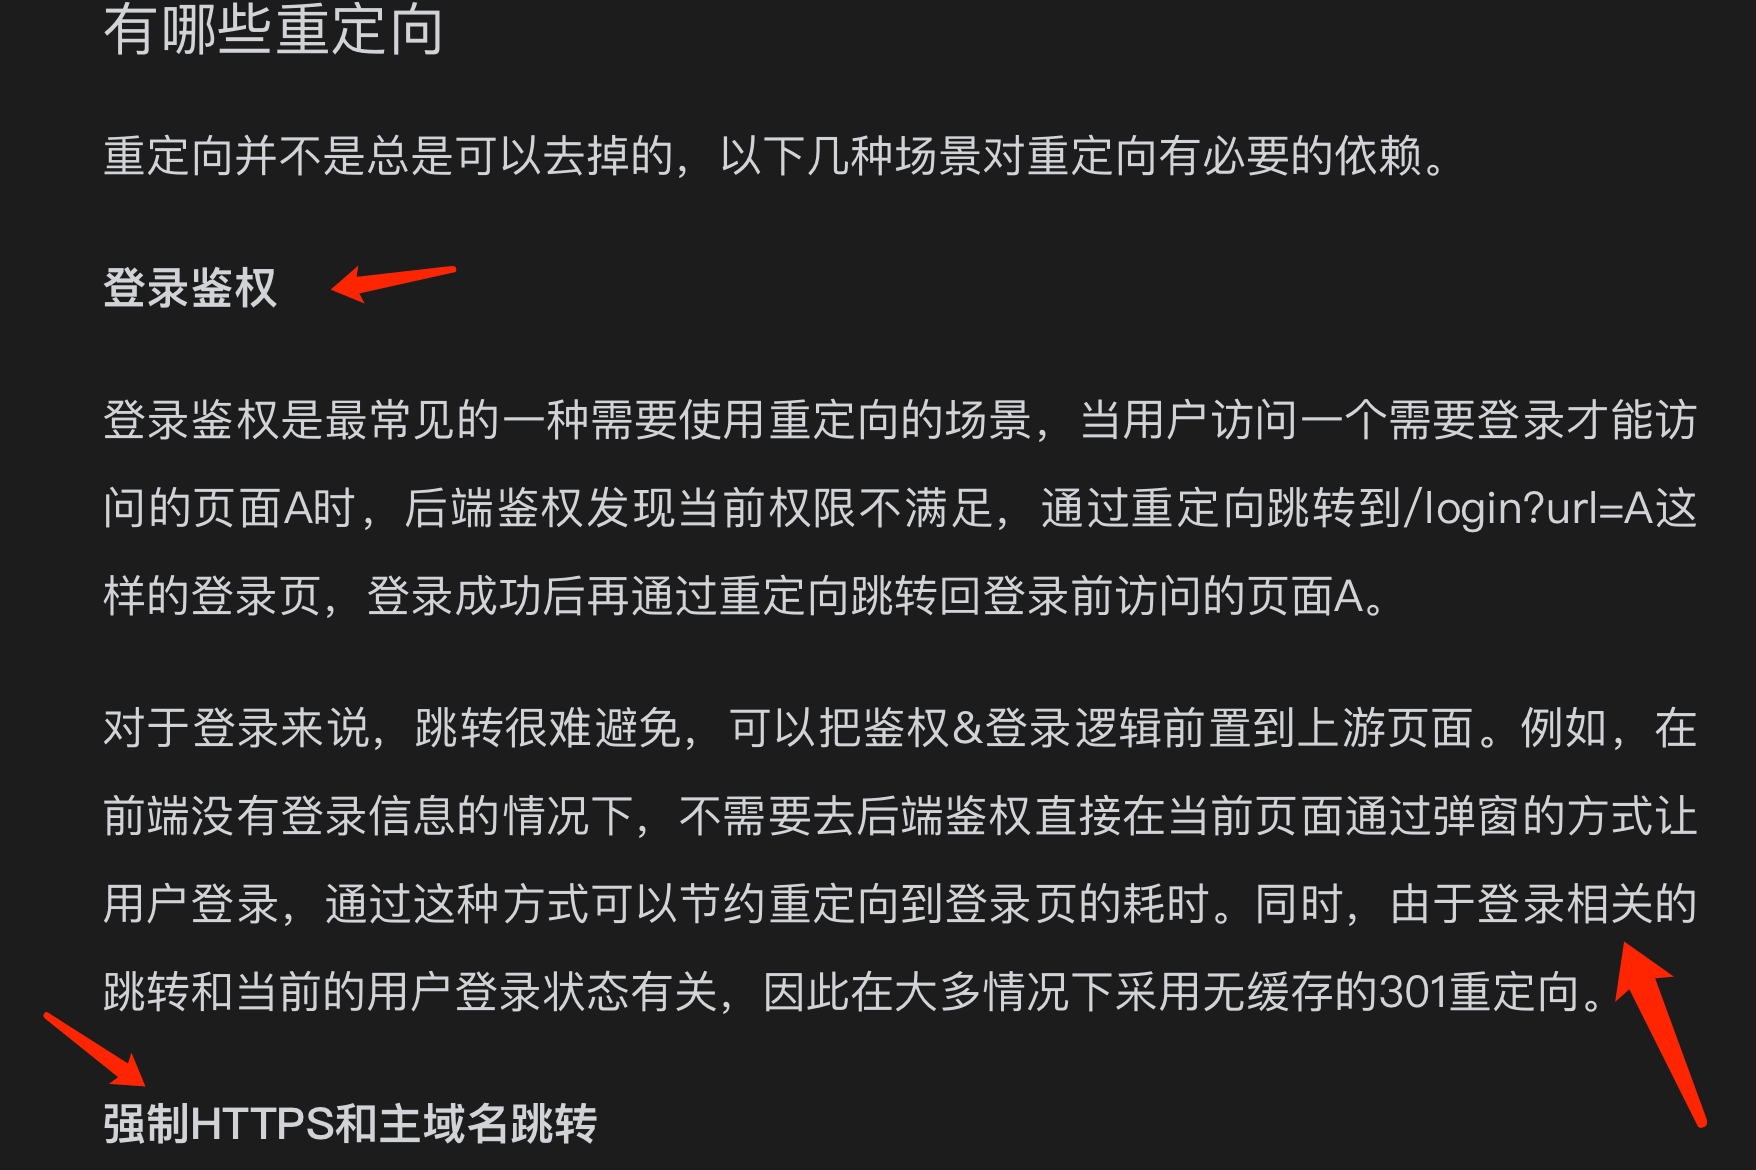 有哪些重定向
重定向并不是总是可以去掉的，以下几种场景对重定向有必要的依赖。
登录鉴权
登录鉴权是最常见的一种需要使用重定向的场景，当用户访问一个需要登录才能访
问的页面A时，后端鉴权发现当前权限不满足，通过重定向跳转到/login?url=A这
样的登录页，登录成功后再通过重定向跳转回登录前访问的页面A。
对于登录来说，跳转很难避免，可以把鉴权&登录逻辑前置到上游页面。例如，在
前端没有登录信息的情况下，不需要去后端鉴权直接在当前页面通过弹窗的方式让
用户登录，通过这种方式可以节约重定向到登录页的耗时。同时，由于登录相关的
跳转和当前的用户登录状态有关，因此在大多情况下采用无缓存的301重定向。
强制HTTPS和主域名跳转